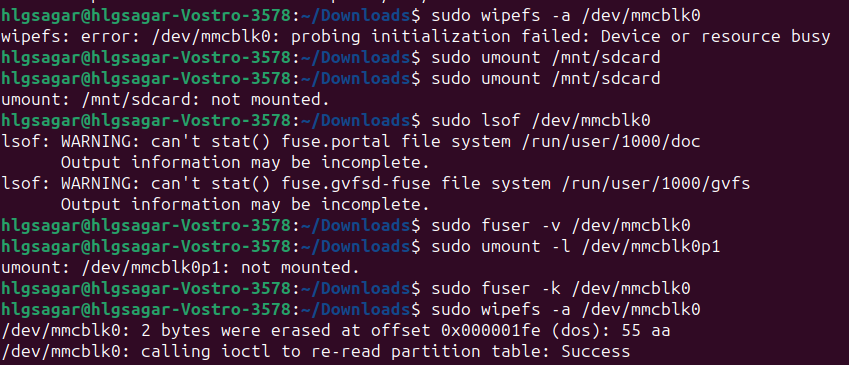 hlgsagar@hlgsagar-Vostro-3578:~/Downloads$ sudo wipefs -a /dev/mmcblk0
wipefs: error: /dev/mmcblk0: probing initialization failed: Device or resource busy
hlgsagar@hlgsagar-Vostro-3578:~/Downloads$ sudo umount /mnt/sdcard
hlgsagar@hlgsagar-Vostro-3578:~/Downloads$ sudo umount /mnt/sdcard
umount: /mnt/sdcard: not mounted.
hlgsagar@hlgsagar-Vostro-3578:~/Downloads$ sudo lsof /dev/mmcblk0
lsof: WARNING: can't stat() fuse.portal file system /run/user/1000/doc
      Output information may be incomplete.
lsof: WARNING: can't stat() fuse.gvfsd-fuse file system /run/user/1000/gvfs
      Output information may be incomplete.
hlgsagar@hlgsagar-Vostro-3578:~/Downloads$ sudo fuser -v /dev/mmcblk0
hlgsagar@hlgsagar-Vostro-3578:~/Downloads$ sudo umount -l /dev/mmcblk0p1
umount: /dev/mmcblk0p1: not mounted.
hlgsagar@hlgsagar-Vostro-3578:~/Downloads$ sudo fuser -k /dev/mmcblk0
hlgsagar@hlgsagar-Vostro-3578:~/Downloads$ sudo wipefs -a /dev/mmcblk0
/dev/mmcblk0: 2 bytes were erased at offset 0x000001fe (dos): 55 aa
/dev/mmcblk0: calling ioctl to re-read partition table: Success